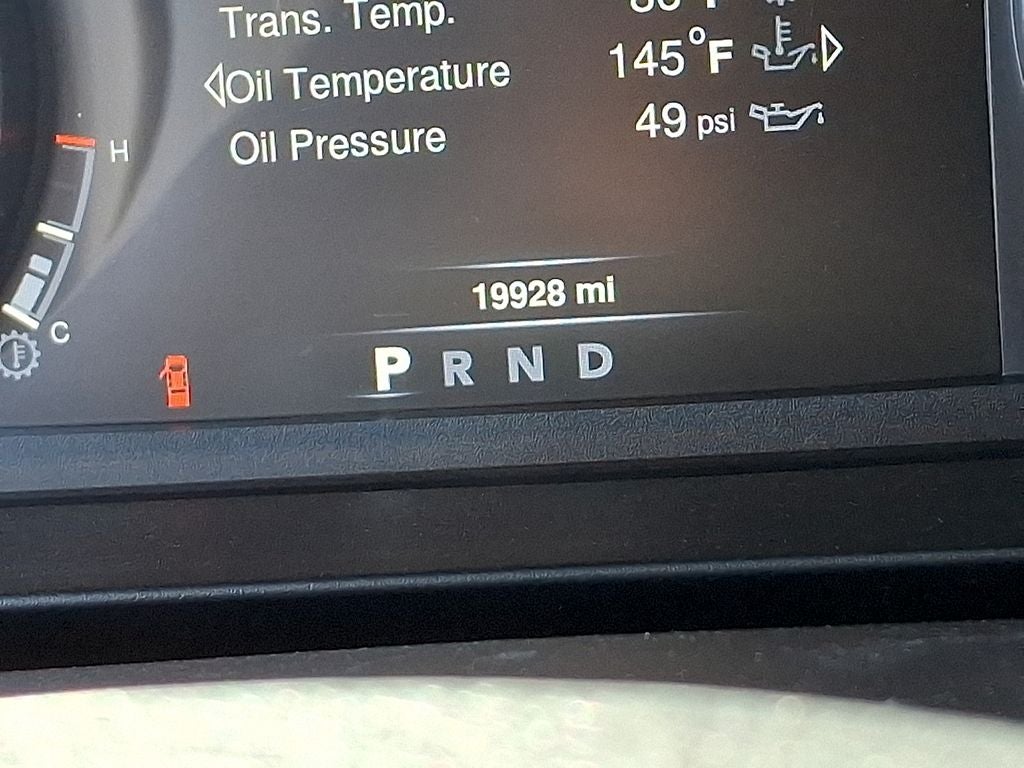 Trans. Temp. °F
Oil Temperature 145°F
Oil Pressure 49 psi
H
19928 mi
C
P R N D